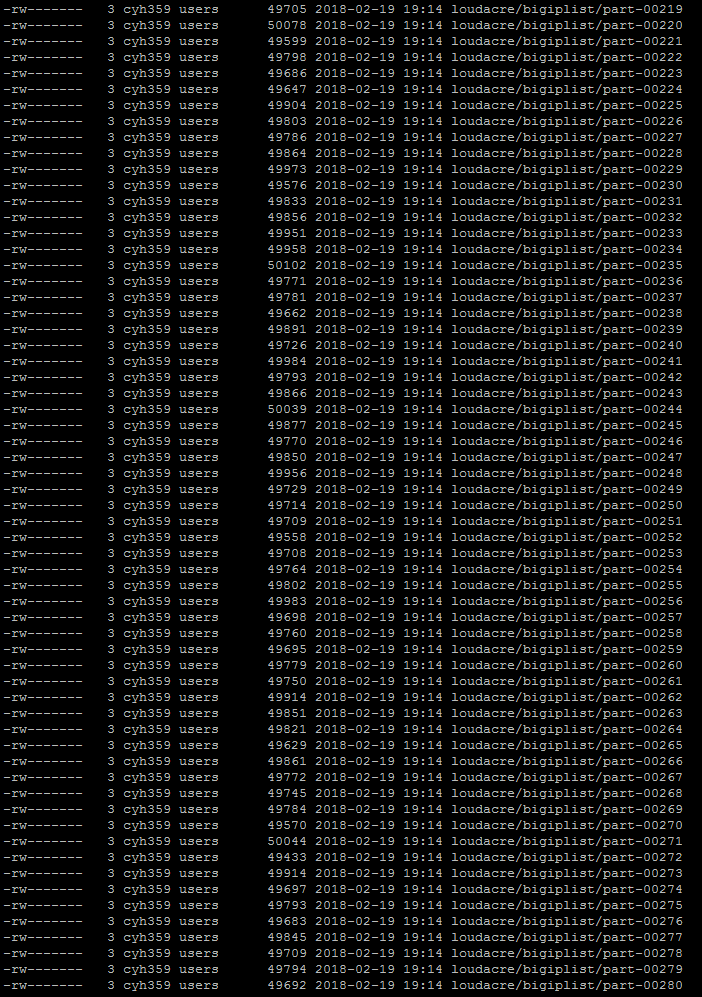 -rw-------   3 cyh359 users      49705 2018-02-19 19:14 loudacre/bigiplist/part-00219
-rw-------   3 cyh359 users      50078 2018-02-19 19:14 loudacre/bigiplist/part-00220
-rw-------   3 cyh359 users      49599 2018-02-19 19:14 loudacre/bigiplist/part-00221
-rw-------   3 cyh359 users      49798 2018-02-19 19:14 loudacre/bigiplist/part-00222
-rw-------   3 cyh359 users      49686 2018-02-19 19:14 loudacre/bigiplist/part-00223
-rw-------   3 cyh359 users      49647 2018-02-19 19:14 loudacre/bigiplist/part-00224
-rw-------   3 cyh359 users      49904 2018-02-19 19:14 loudacre/bigiplist/part-00225
-rw-------   3 cyh359 users      49803 2018-02-19 19:14 loudacre/bigiplist/part-00226
-rw-------   3 cyh359 users      49786 2018-02-19 19:14 loudacre/bigiplist/part-00227
-rw-------   3 cyh359 users      49864 2018-02-19 19:14 loudacre/bigiplist/part-00228
-rw-------   3 cyh359 users      49973 2018-02-19 19:14 loudacre/bigiplist/part-00229
-rw-------   3 cyh359 users      49576 2018-02-19 19:14 loudacre/bigiplist/part-00230
-rw-------   3 cyh359 users      49833 2018-02-19 19:14 loudacre/bigiplist/part-00231
-rw-------   3 cyh359 users      49856 2018-02-19 19:14 loudacre/bigiplist/part-00232
-rw-------   3 cyh359 users      49951 2018-02-19 19:14 loudacre/bigiplist/part-00233
-rw-------   3 cyh359 users      49958 2018-02-19 19:14 loudacre/bigiplist/part-00234
-rw-------   3 cyh359 users      50102 2018-02-19 19:14 loudacre/bigiplist/part-00235
-rw-------   3 cyh359 users      49771 2018-02-19 19:14 loudacre/bigiplist/part-00236
-rw-------   3 cyh359 users      49781 2018-02-19 19:14 loudacre/bigiplist/part-00237
-rw-------   3 cyh359 users      49662 2018-02-19 19:14 loudacre/bigiplist/part-00238
-rw-------   3 cyh359 users      49891 2018-02-19 19:14 loudacre/bigiplist/part-00239
-rw-------   3 cyh359 users      49726 2018-02-19 19:14 loudacre/bigiplist/part-00240
-rw-------   3 cyh359 users      49984 2018-02-19 19:14 loudacre/bigiplist/part-00241
-rw-------   3 cyh359 users      49793 2018-02-19 19:14 loudacre/bigiplist/part-00242
-rw-------   3 cyh359 users      49866 2018-02-19 19:14 loudacre/bigiplist/part-00243
-rw-------   3 cyh359 users      50039 2018-02-19 19:14 loudacre/bigiplist/part-00244
-rw-------   3 cyh359 users      49877 2018-02-19 19:14 loudacre/bigiplist/part-00245
-rw-------   3 cyh359 users      49770 2018-02-19 19:14 loudacre/bigiplist/part-00246
-rw-------   3 cyh359 users      49850 2018-02-19 19:14 loudacre/bigiplist/part-00247
-rw-------   3 cyh359 users      49956 2018-02-19 19:14 loudacre/bigiplist/part-00248
-rw-------   3 cyh359 users      49729 2018-02-19 19:14 loudacre/bigiplist/part-00249
-rw-------   3 cyh359 users      49714 2018-02-19 19:14 loudacre/bigiplist/part-00250
-rw-------   3 cyh359 users      49709 2018-02-19 19:14 loudacre/bigiplist/part-00251
-rw-------   3 cyh359 users      49558 2018-02-19 19:14 loudacre/bigiplist/part-00252
-rw-------   3 cyh359 users      49708 2018-02-19 19:14 loudacre/bigiplist/part-00253
-rw-------   3 cyh359 users      49764 2018-02-19 19:14 loudacre/bigiplist/part-00254
-rw-------   3 cyh359 users      49802 2018-02-19 19:14 loudacre/bigiplist/part-00255
-rw-------   3 cyh359 users      49983 2018-02-19 19:14 loudacre/bigiplist/part-00256
-rw-------   3 cyh359 users      49698 2018-02-19 19:14 loudacre/bigiplist/part-00257
-rw-------   3 cyh359 users      49760 2018-02-19 19:14 loudacre/bigiplist/part-00258
-rw-------   3 cyh359 users      49695 2018-02-19 19:14 loudacre/bigiplist/part-00259
-rw-------   3 cyh359 users      49779 2018-02-19 19:14 loudacre/bigiplist/part-00260
-rw-------   3 cyh359 users      49750 2018-02-19 19:14 loudacre/bigiplist/part-00261
-rw-------   3 cyh359 users      49914 2018-02-19 19:14 loudacre/bigiplist/part-00262
-rw-------   3 cyh359 users      49851 2018-02-19 19:14 loudacre/bigiplist/part-00263
-rw-------   3 cyh359 users      49821 2018-02-19 19:14 loudacre/bigiplist/part-00264
-rw-------   3 cyh359 users      49629 2018-02-19 19:14 loudacre/bigiplist/part-00265
-rw-------   3 cyh359 users      49861 2018-02-19 19:14 loudacre/bigiplist/part-00266
-rw-------   3 cyh359 users      49772 2018-02-19 19:14 loudacre/bigiplist/part-00267
-rw-------   3 cyh359 users      49745 2018-02-19 19:14 loudacre/bigiplist/part-00268
-rw-------   3 cyh359 users      49784 2018-02-19 19:14 loudacre/bigiplist/part-00269
-rw-------   3 cyh359 users      49570 2018-02-19 19:14 loudacre/bigiplist/part-00270
-rw-------   3 cyh359 users      50044 2018-02-19 19:14 loudacre/bigiplist/part-00271
-rw-------   3 cyh359 users      49433 2018-02-19 19:14 loudacre/bigiplist/part-00272
-rw-------   3 cyh359 users      49914 2018-02-19 19:14 loudacre/bigiplist/part-00273
-rw-------   3 cyh359 users      49697 2018-02-19 19:14 loudacre/bigiplist/part-00274
-rw-------   3 cyh359 users      49793 2018-02-19 19:14 loudacre/bigiplist/part-00275
-rw-------   3 cyh359 users      49683 2018-02-19 19:14 loudacre/bigiplist/part-00276
-rw-------   3 cyh359 users      49845 2018-02-19 19:14 loudacre/bigiplist/part-00277
-rw-------   3 cyh359 users      49709 2018-02-19 19:14 loudacre/bigiplist/part-00278
-rw-------   3 cyh359 users      49794 2018-02-19 19:14 loudacre/bigiplist/part-00279
-rw-------   3 cyh359 users      49692 2018-02-19 19:14 loudacre/bigiplist/part-00280